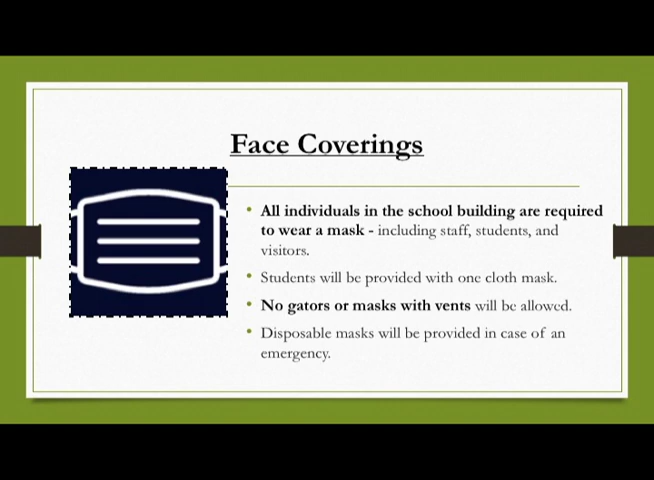 Face Coverings
• All individuals in the school building are required
to wear a mask - including staff, students, and
visitors.
• Students will be provided with one cloth mask.
• No gators or masks with vents will be allowed.
• Disposable masks will be provided in case of an
emergency.